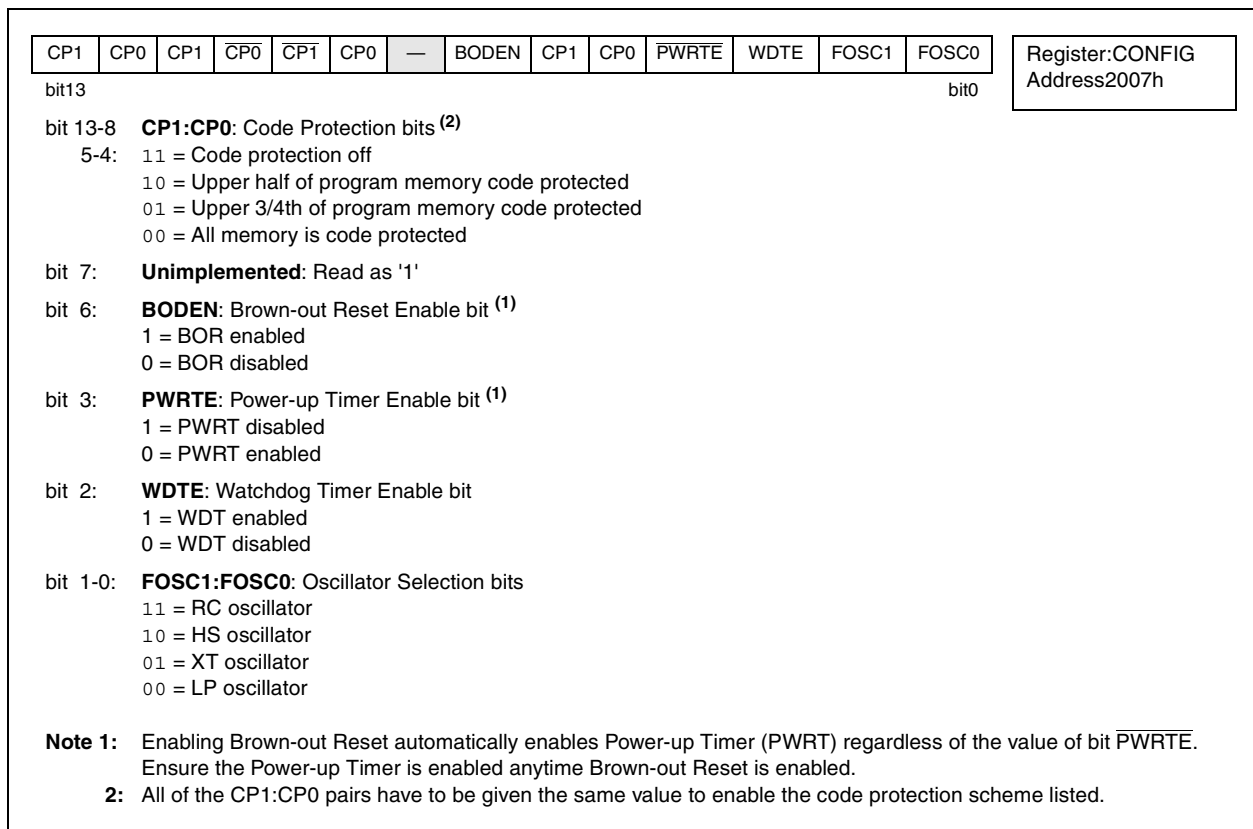 CP1 CP0 CP1 CP0 CP1 CP0 — BODEN CP1 CP0 PWRTE WDTE FOSC1 FOSC0
Register:CONFIG
Address2007h
bit13 bit0
bit 13-8 CP1:CP0: Code Protection bits (2)
5-4: 11 = Code protection off
10 = Upper half of program memory code protected
01 = Upper 3/4th of program memory code protected
00 = All memory is code protected
bit 7: Unimplemented: Read as '1'
bit 6: BODEN: Brown-out Reset Enable bit (1)
1 = BOR enabled
0 = BOR disabled
bit 3: PWRTE: Power-up Timer Enable bit (1)
1 = PWRT disabled
0 = PWRT enabled
bit 2: WDTE: Watchdog Timer Enable bit
1 = WDT enabled
0 = WDT disabled
bit 1-0: FOSC1:FOSC0: Oscillator Selection bits
11 = RC oscillator
10 = HS oscillator
01 = XT oscillator
00 = LP oscillator
Note 1: Enabling Brown-out Reset automatically enables Power-up Timer (PWRT) regardless of the value of bit PWRTE.
Ensure the Power-up Timer is enabled anytime Brown-out Reset is enabled.
2: All of the CP1:CP0 pairs have to be given the same value to enable the code protection scheme listed.